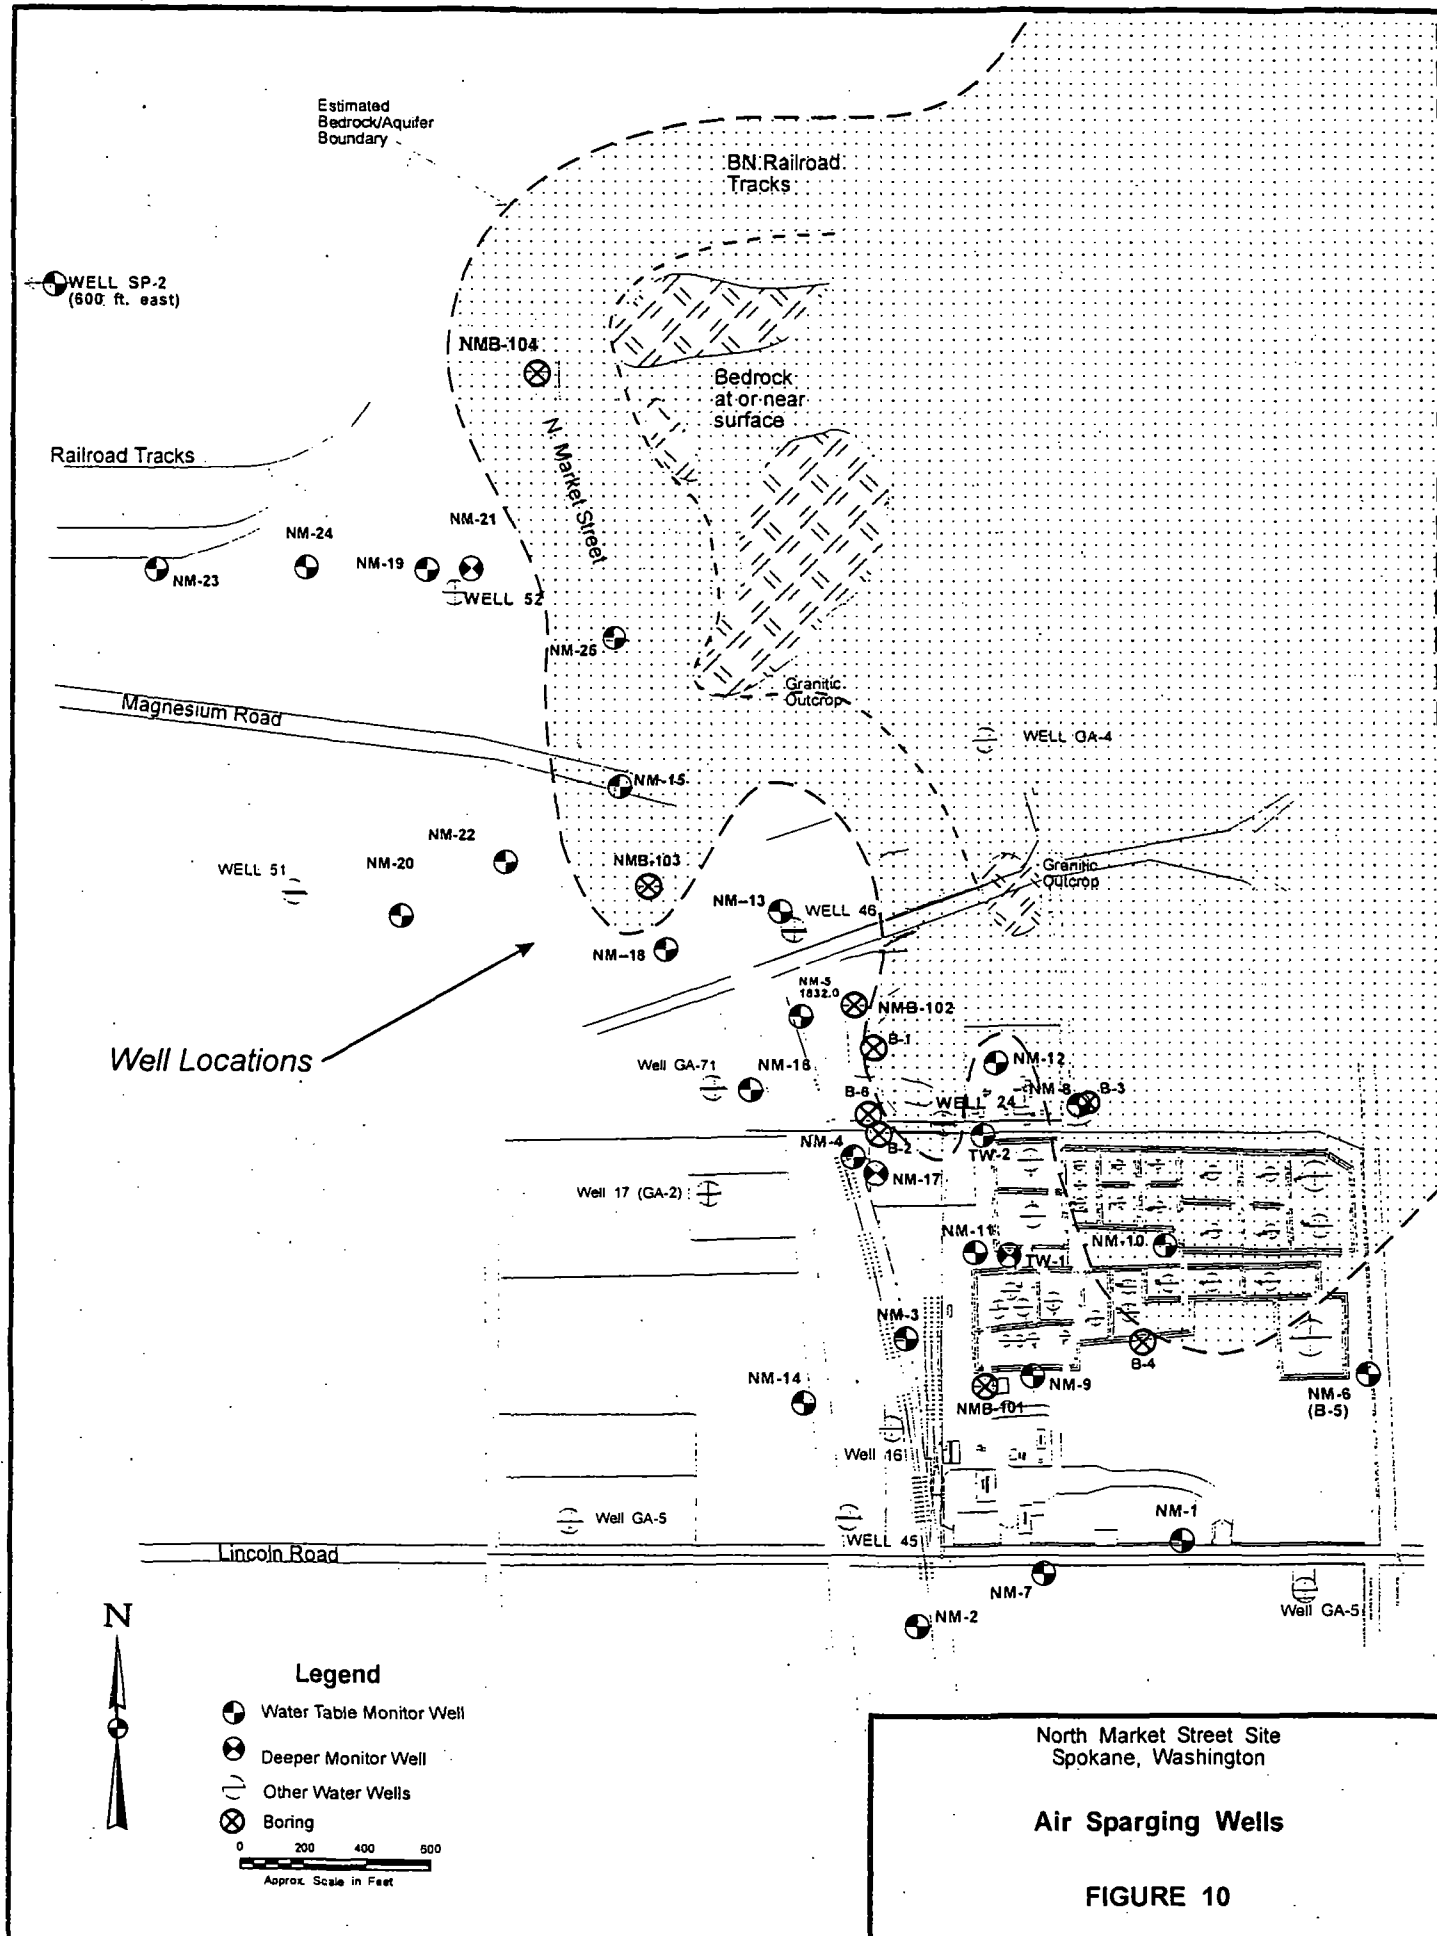 Estimated
Bedrock/Aquifer
Boundary
BN Railroad
Tracks
WELL SP-2
(600 ft. east)
NMB-104
Bedrock
at or near
surface
N. Market Street
Railroad Tracks
NM-21
NM-24
NM-19
NM-23
WELL 52
NM-25
Granitic
Outcrop
Magnesium Road
WELL GA-4
NM-15
NM-22
NMB-103
WELL 51
NM-20
Granitic
Outcrop
NM-13
WELL 46
NM-18
NM-5
1832.0
NMB-102
B-1
Well Locations
NM-12
Well GA-71
NM-16
NM-8
B-3
B-6
WELL 24
B-2
NM-4
TW-2
NM-17
Well 17 (GA-2)
NM-11
NM-10
TW-1
NM-3
B-4
NM-14
NM-9
NM-6
(B-5)
NMB-101
Well 16
NM-1
Well GA-5
WELL 45
Lincoln Road
NM-7
Well GA-5
NM-2
N
Legend
Water Table Monitor Well
Deeper Monitor Well
Other Water Wells
Boring
0 200 400 600
Approx. Scale in Feet
North Market Street Site
Spokane, Washington
Air Sparging Wells
FIGURE 10